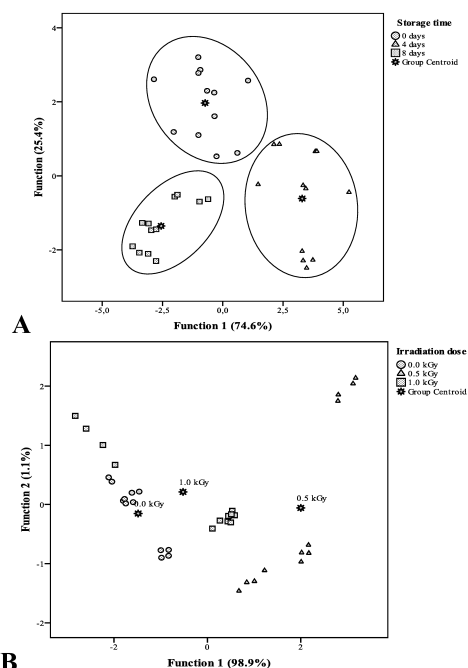 Storage time
0 days
4 days
8 days
Group Centroid
4
2
0
-2
Function (25.4%)
-5,0
-2,5
0,0
2,5
5,0
Function 1 (74.6%)
A
Irradiation dose
0.0 kGy
0.5 kGy
1.0 kGy
Group Centroid
2
1
0
-1
-2
Function 2 (1.1%)
1.0 kGy
0.0 kGy
0.5 kGy
-2
0
2
Function 1 (98.9%)
B